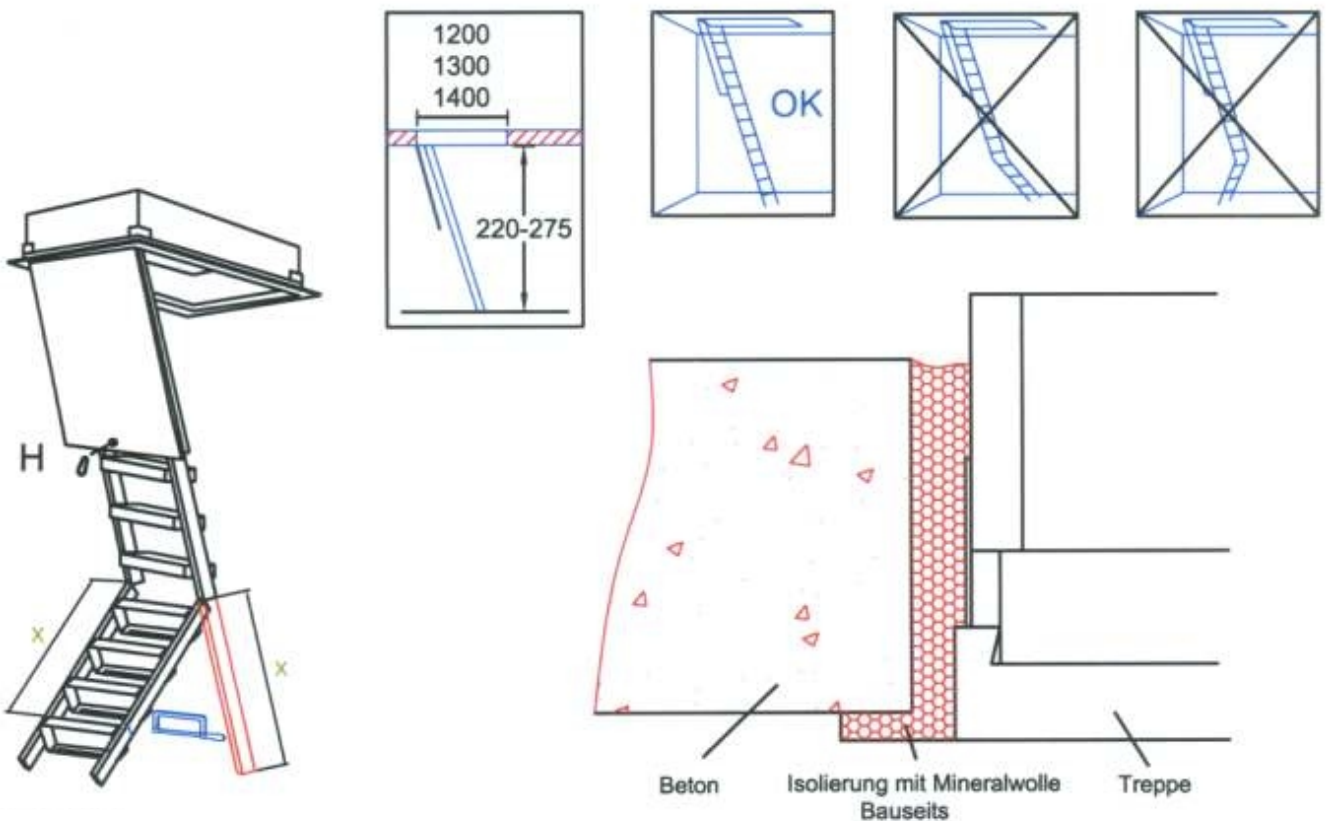 1200
1300
1400
220-275
OK
H
X
X
Beton
Isolierung mit Mineralwolle
Bauseits
Treppe